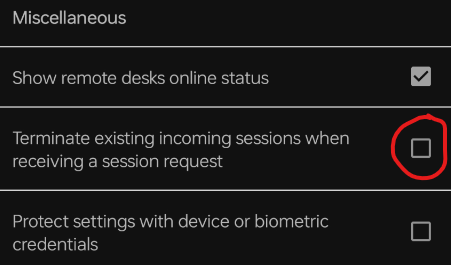 Miscellaneous
Show remote desks online status
Terminate existing incoming sessions when
receiving a session request
Protect settings with device or biometric
credentials